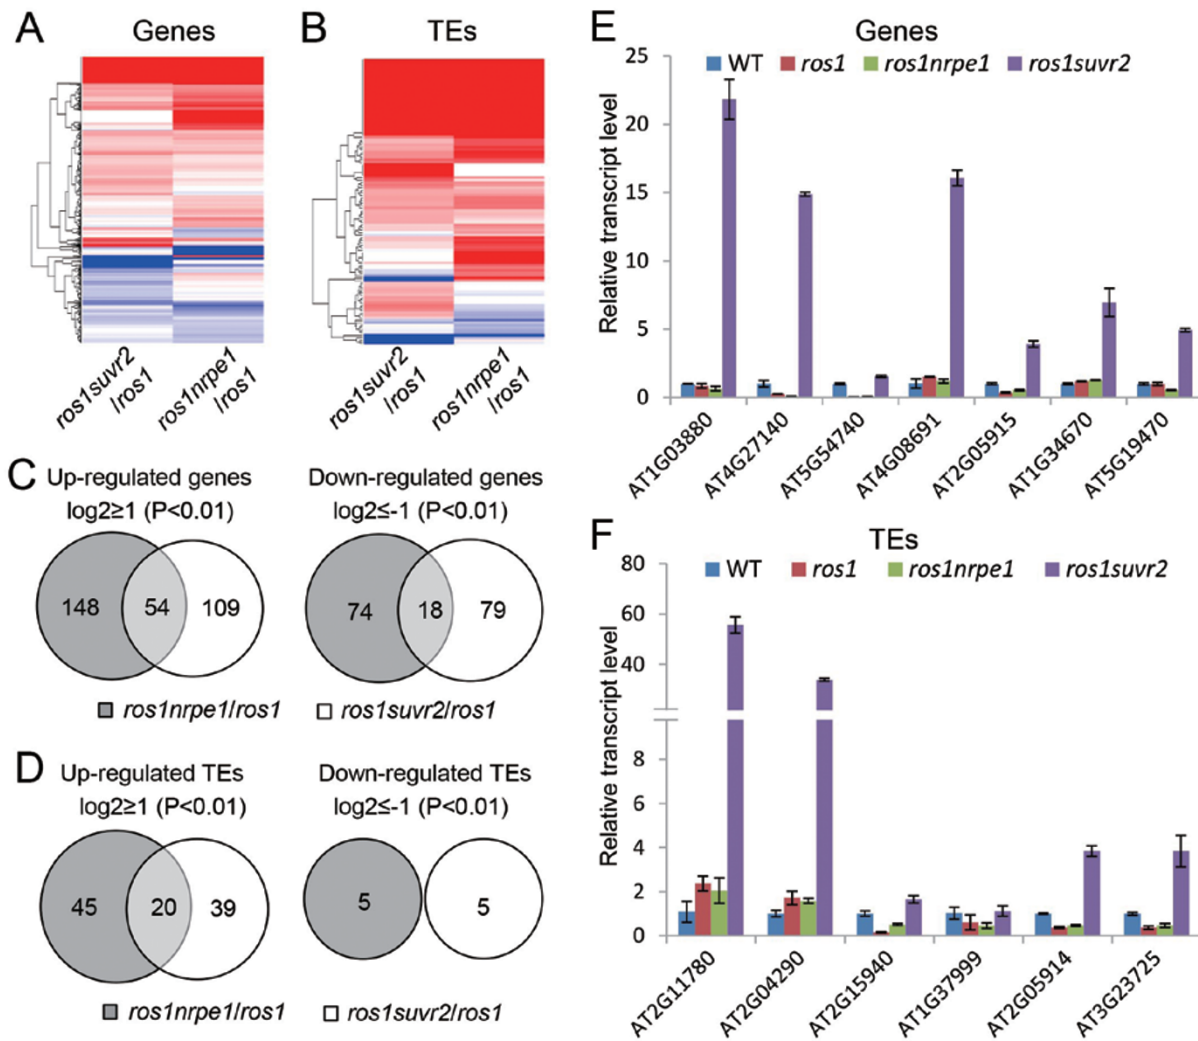 A Genes
ros1suvr2
/ros1
ros1nrpe1
/ros1
B TEs
ros1suvr2
/ros1
ros1nrpe1
/ros1
C Up-regulated genes
log2≥1 (P<0.01)
148 54 109
Down-regulated genes
log2≤-1 (P<0.01)
74 18 79
ros1nrpe1/ros1 ros1suvr2/ros1
D Up-regulated TEs
log2≥1 (P<0.01)
45 20 39
Down-regulated TEs
log2≤-1 (P<0.01)
5 5
ros1nrpe1/ros1 ros1suvr2/ros1
E Genes
WT ros1 ros1nrpe1 ros1suvr2
Relative transcript level
25
20
15
10
5
0
AT1G03880
AT4G27140
AT5G54740
AT4G08691
AT2G05915
AT1G34670
AT5G19470
F TEs
WT ros1 ros1nrpe1 ros1suvr2
Relative transcript level
80
60
40
8
6
4
2
0
AT2G11780
AT2G04290
AT2G15940
AT1G37999
AT2G05914
AT3G23725